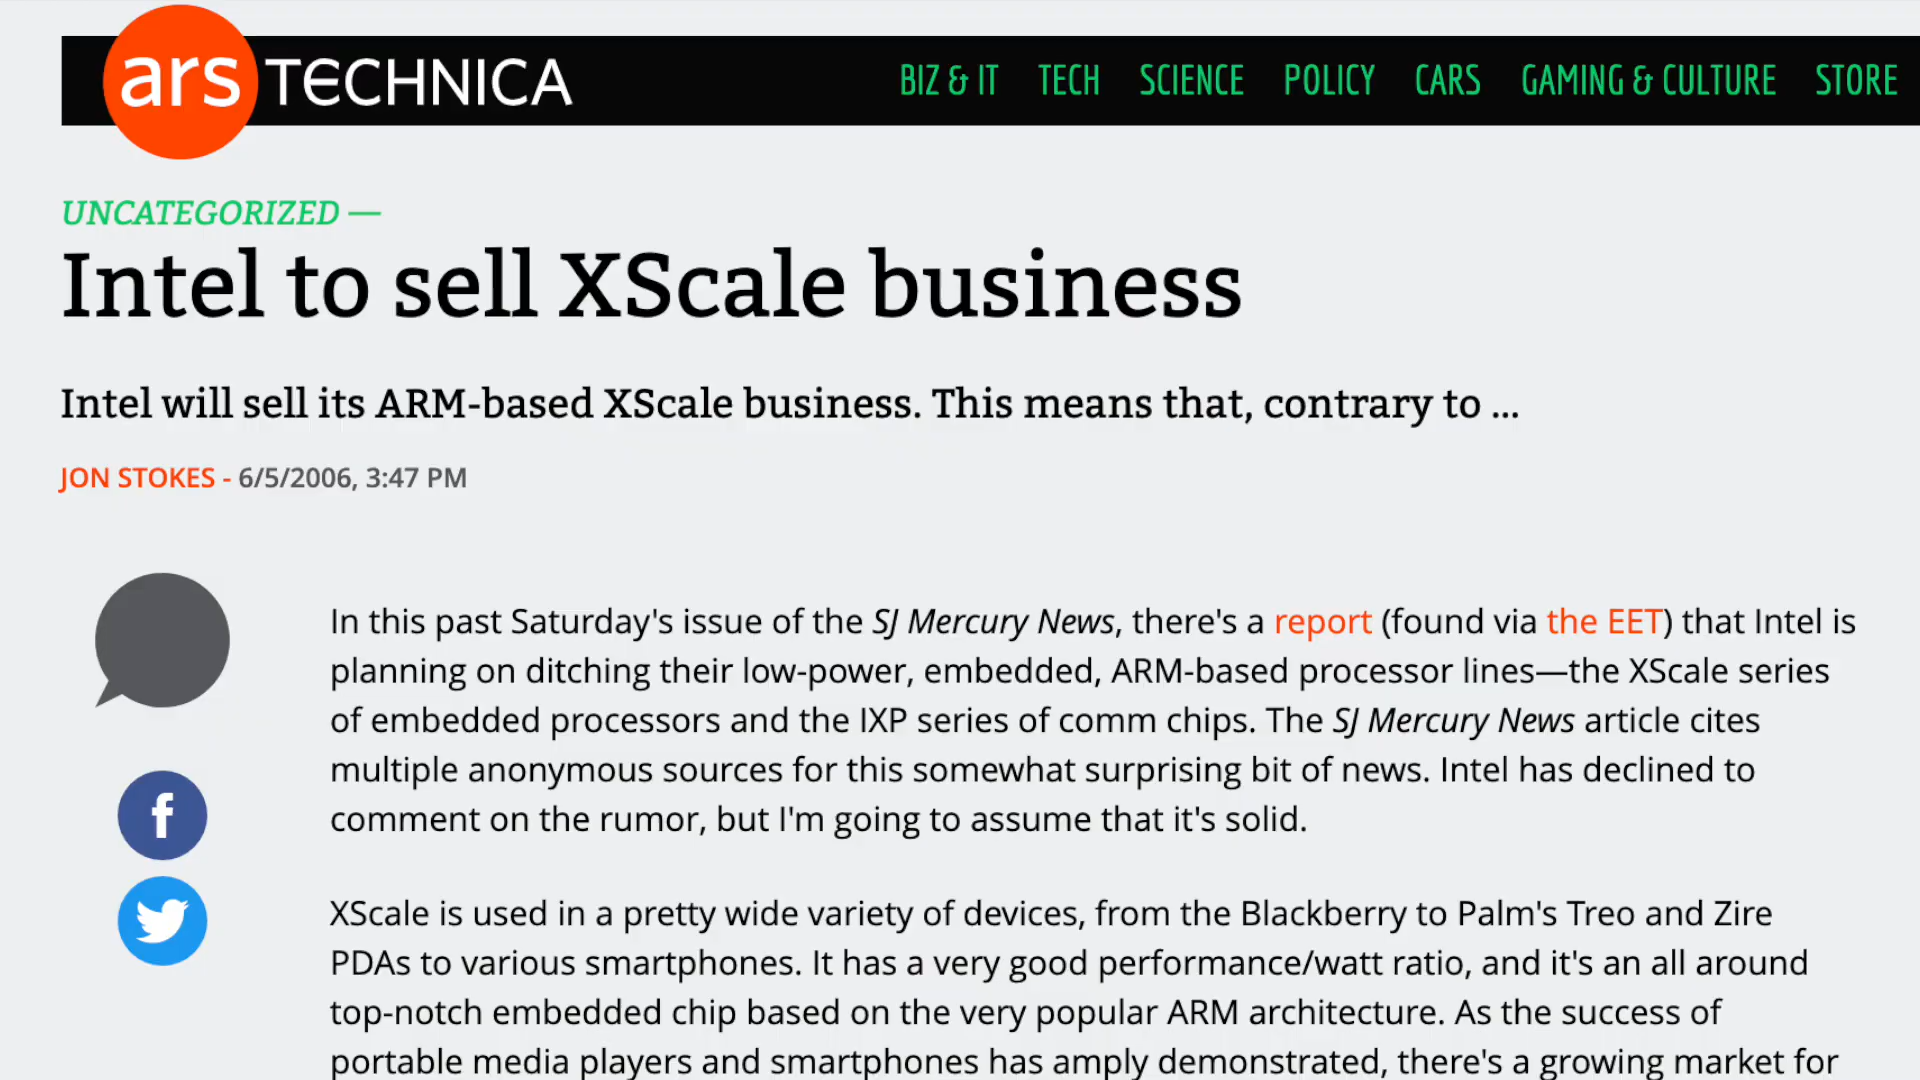 ars TECHNICA
BIZ & IT TECH SCIENCE POLICY CARS GAMING & CULTURE STORE
UNCATEGORIZED —
Intel to sell XScale business
Intel will sell its ARM-based XScale business. This means that, contrary to ...
JON STOKES - 6/5/2006, 3:47 PM
In this past Saturday's issue of the SJ Mercury News, there's a report (found via the EET) that Intel is
planning on ditching their low-power, embedded, ARM-based processor lines—the XScale series
of embedded processors and the IXP series of comm chips. The SJ Mercury News article cites
multiple anonymous sources for this somewhat surprising bit of news. Intel has declined to
comment on the rumor, but I'm going to assume that it's solid.
XScale is used in a pretty wide variety of devices, from the Blackberry to Palm's Treo and Zire
PDAs to various smartphones. It has a very good performance/watt ratio, and it's an all around
top-notch embedded chip based on the very popular ARM architecture. As the success of
portable media players and smartphones has amply demonstrated, there's a growing market for